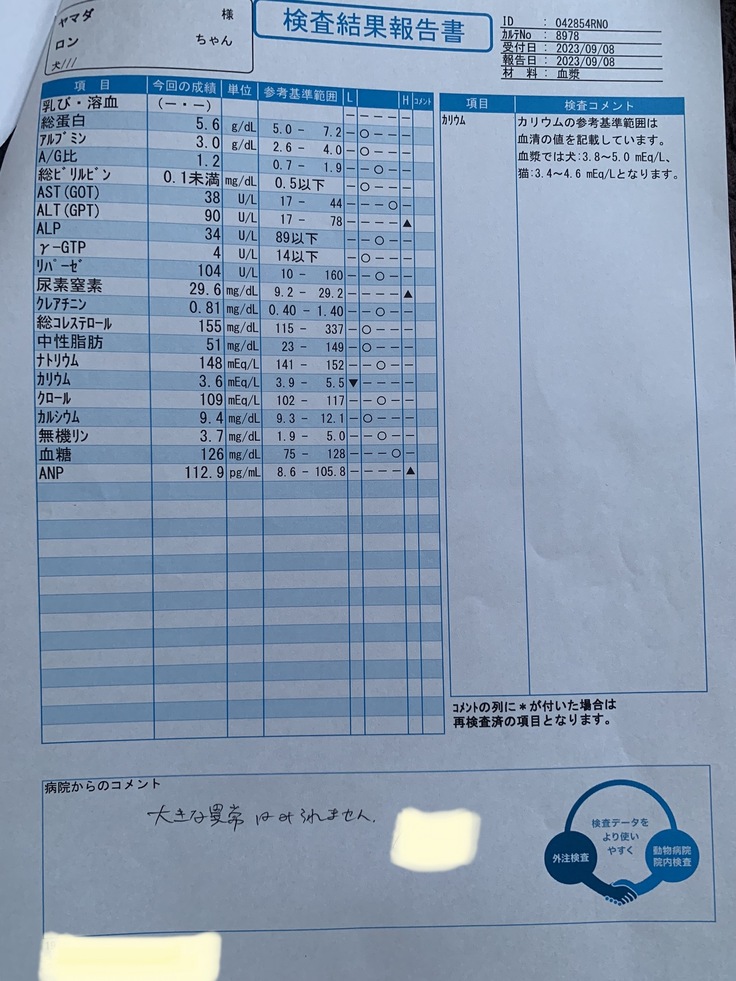 検査結果報告書
ヤマダ 様
ロン ちゃん
犬///
ID : 042854RNO
ｶﾙﾃNo : 8978
受付日 : 2023/09/08
報告日 : 2023/09/08
材 料 : 血漿
項 目 今回の成績 単位 参考基準範囲 L H ｺﾒﾝﾄ
乳び・溶血 (－・－) －－－－－
総蛋白 5.6 g/dL 5.0 - 7.2 －○－－－
ｱﾙﾌﾞﾐﾝ 3.0 g/dL 2.6 - 4.0 －○－－－
A/G比 1.2 0.7 - 1.9 －－○－－
総ﾋﾞﾘﾙﾋﾞﾝ 0.1未満 mg/dL 0.5以下 －○－－－
AST(GOT) 38 U/L 17 - 44 －－－○－
ALT(GPT) 90 U/L 17 - 78 －－－－▲
ALP 34 U/L 89以下 －－○－－
γ-GTP 4 U/L 14以下 －○－－－
ﾘﾊﾟｰｾﾞ 104 U/L 10 - 160 －－○－－
尿素窒素 29.6 mg/dL 9.2 - 29.2 －－－－▲
ｸﾚｱﾁﾆﾝ 0.81 mg/dL 0.40 - 1.40 －－○－－
総ｺﾚｽﾃﾛｰﾙ 155 mg/dL 115 - 337 －○－－－
中性脂肪 51 mg/dL 23 - 149 －○－－－
ﾅﾄﾘｳﾑ 148 mEq/L 141 - 152 －－○－－
ｶﾘｳﾑ 3.6 mEq/L 3.9 - 5.5 ▼－－－－
ｸﾛｰﾙ 109 mEq/L 102 - 117 －－○－－
ｶﾙｼｳﾑ 9.4 mg/dL 9.3 - 12.1 －○－－－
無機ﾘﾝ 3.7 mg/dL 1.9 - 5.0 －－○－－
血糖 126 mg/dL 75 - 128 －－－○－
ANP 112.9 pg/mL 8.6 - 105.8 －－－－▲
項目 検査コメント
ｶﾘｳﾑ カリウムの参考基準範囲は
血清の値を記載しています。
血漿では犬:3.8～5.0 mEq/L、
猫:3.4～4.6 mEq/Lとなります。
ｺﾒﾝﾄの列に＊が付いた場合は
再検査済の項目となります。
病院からのコメント
大きな異常はみられません.
検査データを
より使い
やすく
外注検査
動物病院
院内検査